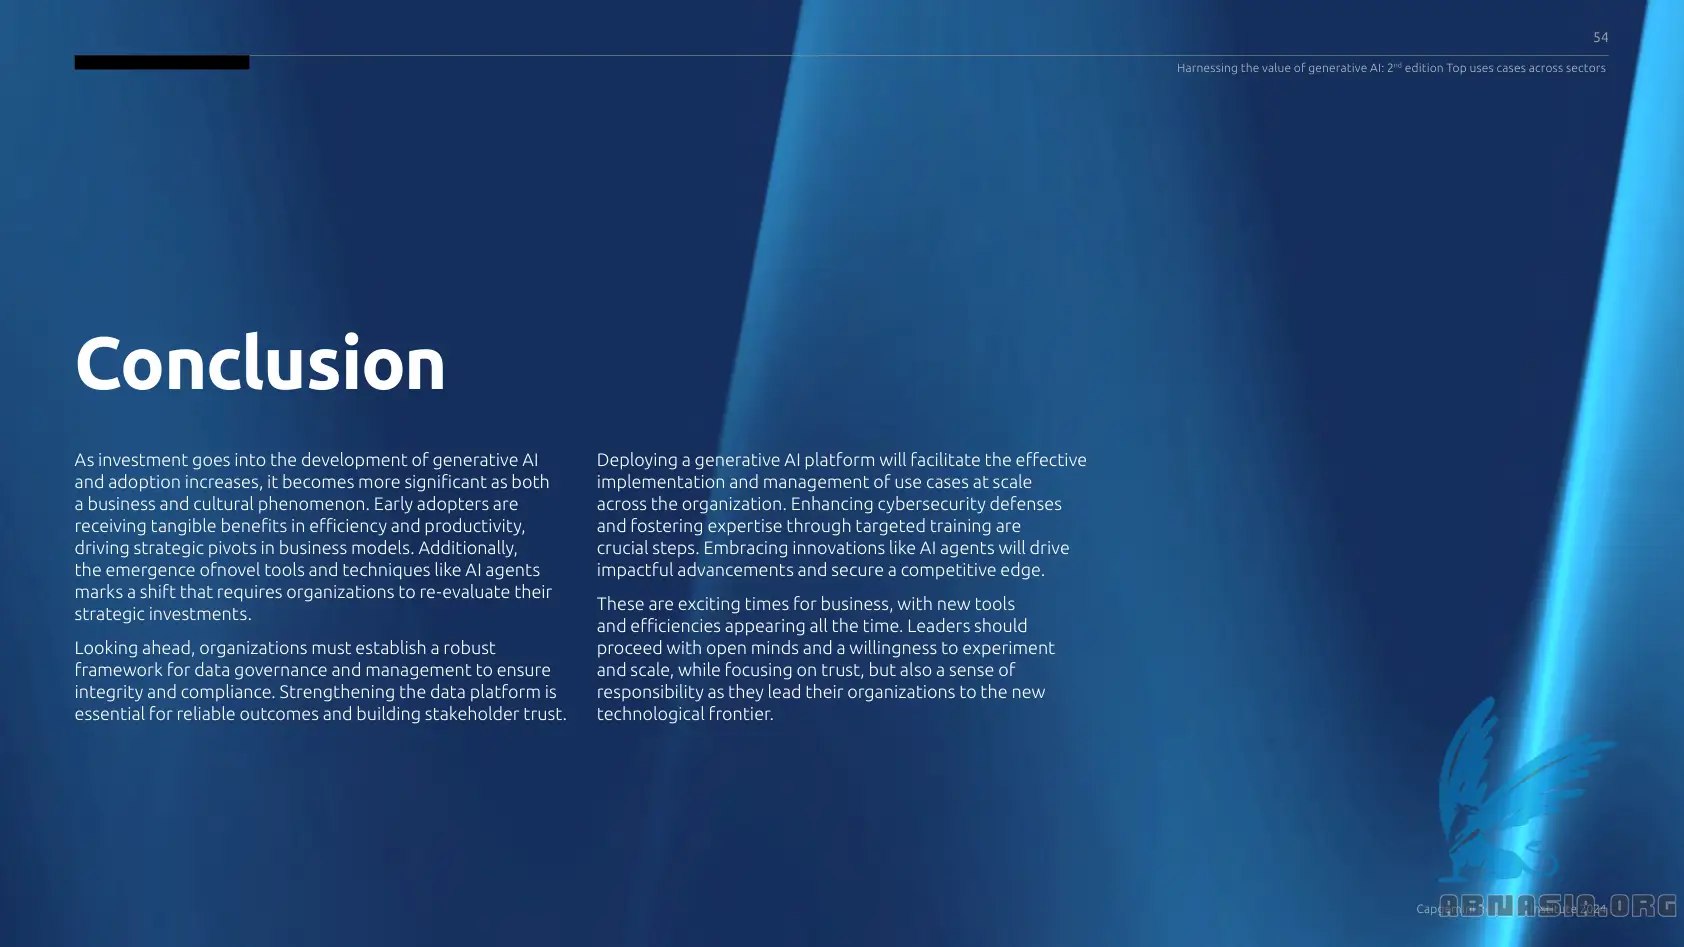 54
Harnessing the value of generative AI: 2nd edition Top uses cases across sectors
Conclusion
As investment goes into the development of generative AI
and adoption increases, it becomes more significant as both
a business and cultural phenomenon. Early adopters are
receiving tangible benefits in efficiency and productivity,
driving strategic pivots in business models. Additionally,
the emergence ofnovel tools and techniques like AI agents
marks a shift that requires organizations to re-evaluate their
strategic investments.
Looking ahead, organizations must establish a robust
framework for data governance and management to ensure
integrity and compliance. Strengthening the data platform is
essential for reliable outcomes and building stakeholder trust.
Deploying a generative AI platform will facilitate the effective
implementation and management of use cases at scale
across the organization. Enhancing cybersecurity defenses
and fostering expertise through targeted training are
crucial steps. Embracing innovations like AI agents will drive
impactful advancements and secure a competitive edge.
These are exciting times for business, with new tools
and efficiencies appearing all the time. Leaders should
proceed with open minds and a willingness to experiment
and scale, while focusing on trust, but also a sense of
responsibility as they lead their organizations to the new
technological frontier.
ABNASIA.ORG